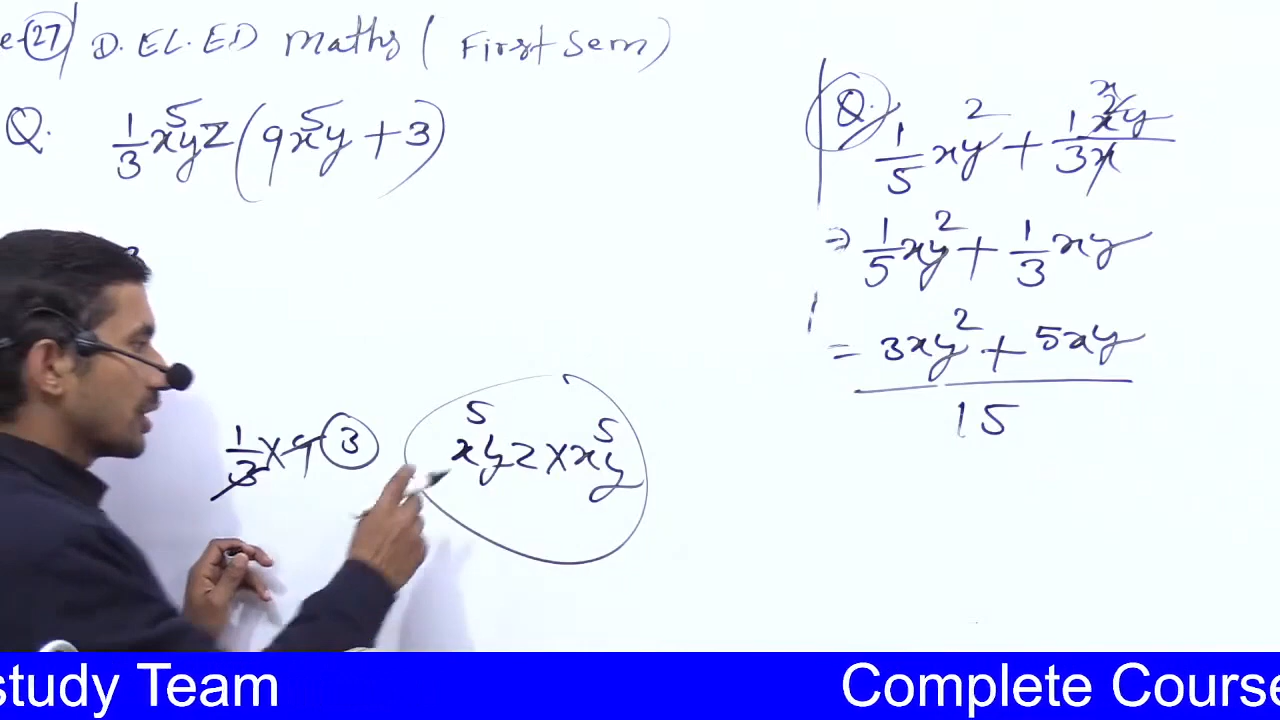 e-27 D.EL.ED Maths ( First Sem )
Q. 1/3 x⁵yz(9x⁵y + 3)
1/3 × 9 3
x⁵yz × x⁵y
Q. 1/5 xy² + 1x²y/3x
x
⇒ 1/5 xy² + 1/3 xy
= 3xy² + 5xy
15
study Team
Complete Course